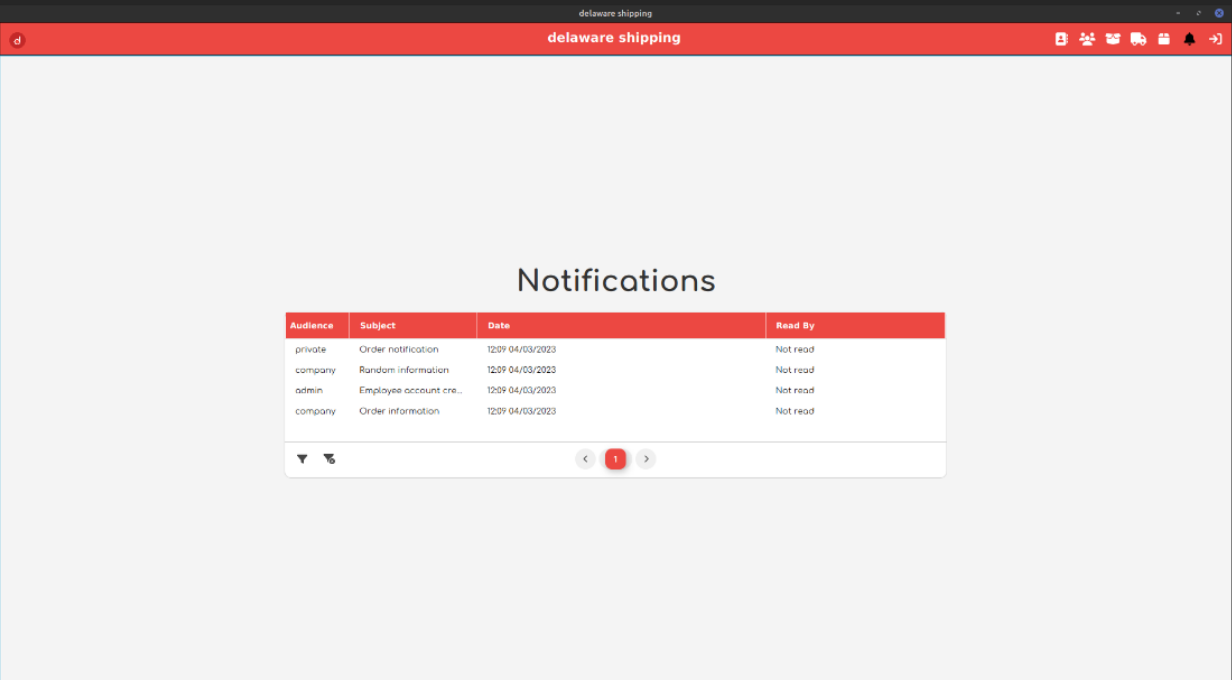 delaware shipping
d delaware shipping
Notifications
Audience Subject Date Read By
private Order notification 12:09 04/03/2023 Not read
company Random information 12:09 04/03/2023 Not read
admin Employee account cre... 12:09 04/03/2023 Not read
company Order information 12:09 04/03/2023 Not read
1